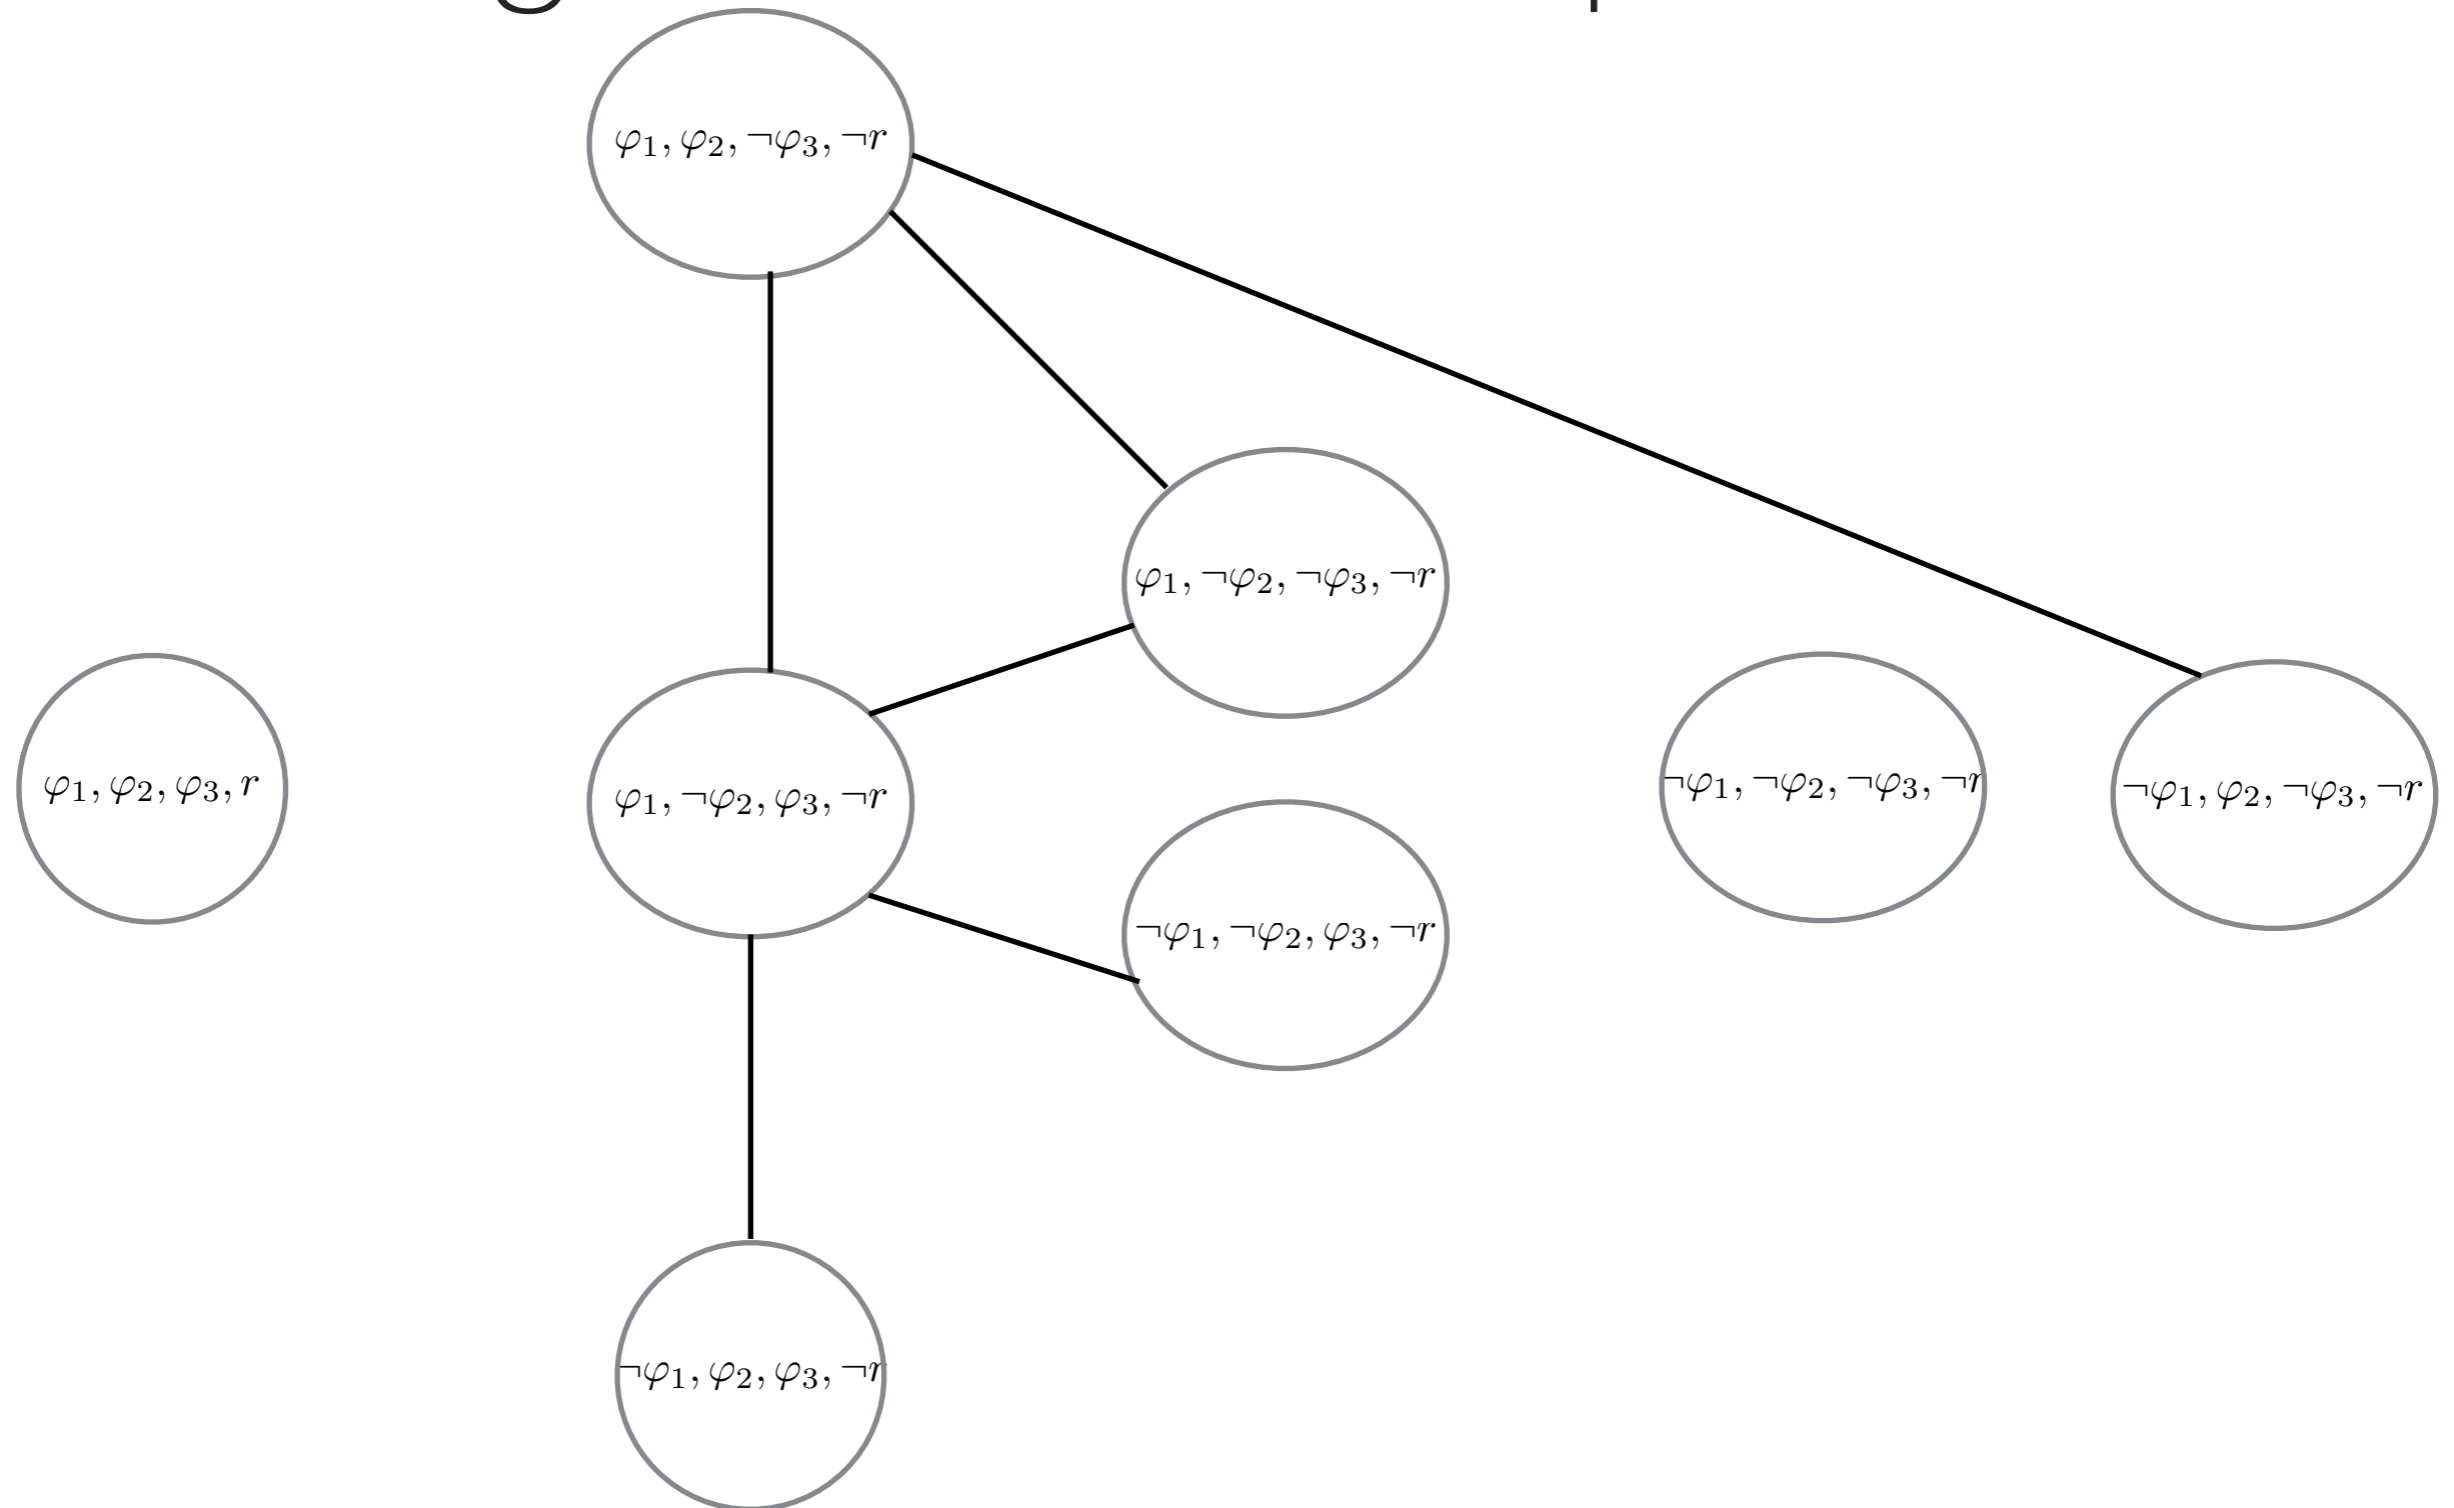 φ₁, φ₂, ¬φ₃, ¬r
φ₁, ¬φ₂, ¬φ₃, ¬r
φ₁, φ₂, φ₃, r
φ₁, ¬φ₂, φ₃, ¬r
¬φ₁, ¬φ₂, ¬φ₃, ¬r
¬φ₁, φ₂, ¬φ₃, ¬r
¬φ₁, ¬φ₂, φ₃, ¬r
¬φ₁, φ₂, φ₃, ¬r